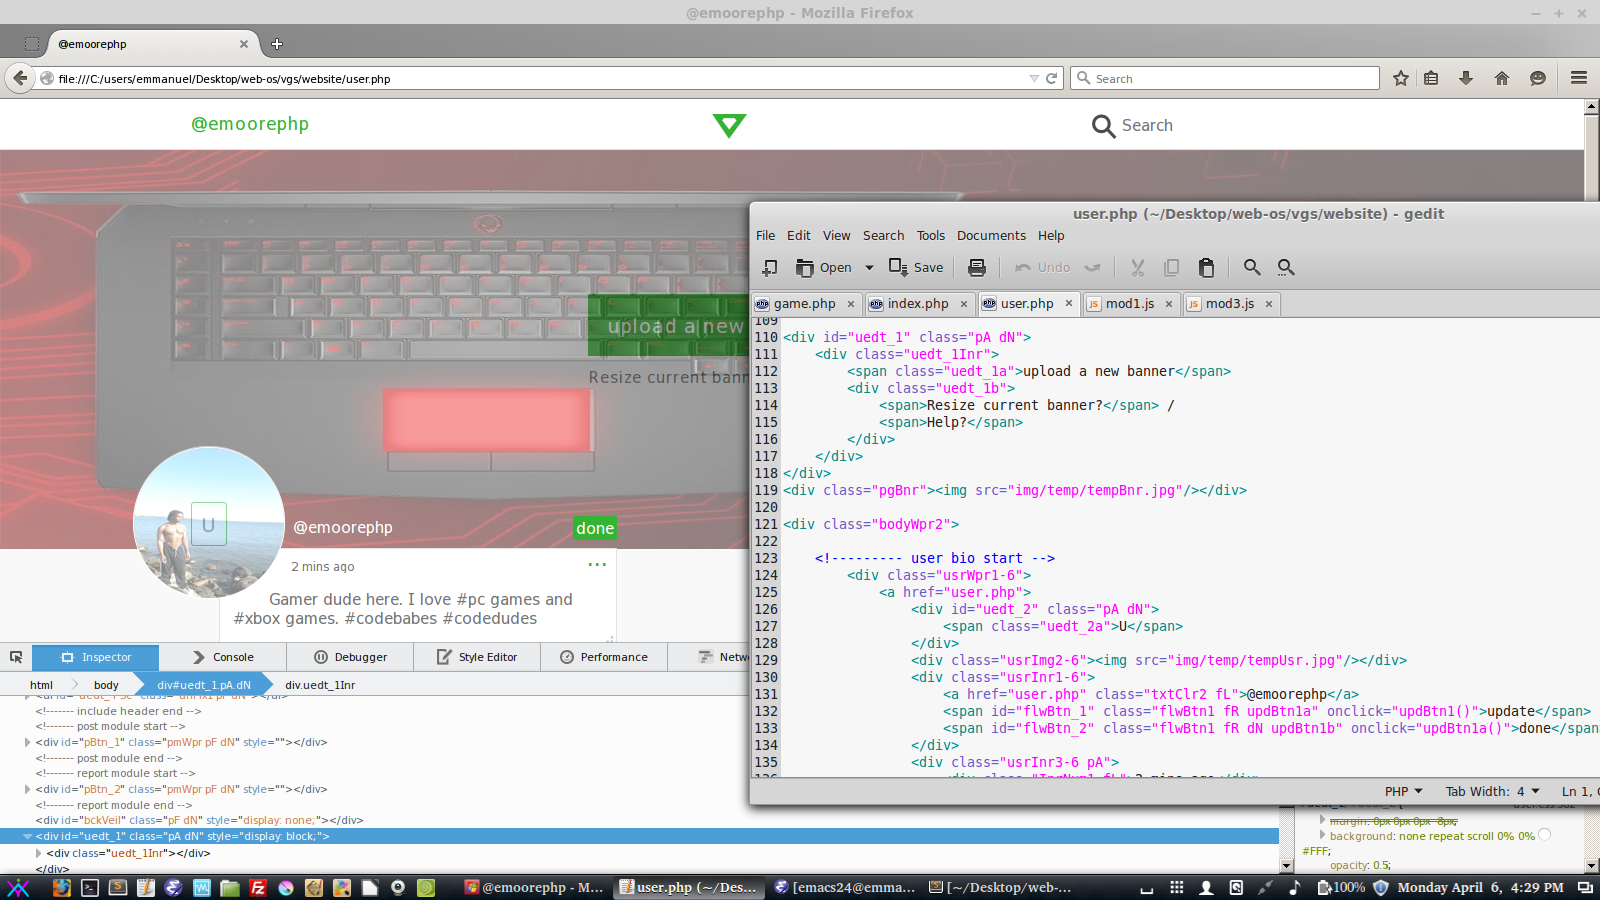 @emoorephp - Mozilla Firefox
@emoorephp
file:///C:/users/emmanuel/Desktop/web-os/vgs/website/user.php
Search
@emoorephp
Search
upload a new
Resize current bann
U
@emoorephp
done
2 mins ago
...
Gamer dude here. I love #pc games and
#xbox games. #codebabes #codedudes
user.php (~/Desktop/web-os/vgs/website) - gedit
File Edit View Search Tools Documents Help
Open Save Undo
game.php index.php user.php mod1.js mod3.js
109
110 <div id="uedt_1" class="pA dN">
111 <div class="uedt_1Inr">
112 <span class="uedt_1a">upload a new banner</span>
113 <div class="uedt_1b">
114 <span>Resize current banner?</span> /
115 <span>Help?</span>
116 </div>
117 </div>
118 </div>
119 <div class="pgBnr"><img src="img/temp/tempBnr.jpg"/></div>
120
121 <div class="bodyWpr2">
122
123 <!--------- user bio start -->
124 <div class="usrWpr1-6">
125 <a href="user.php">
126 <div id="uedt_2" class="pA dN">
127 <span class="uedt_2a">U</span>
128 </div>
129 <div class="usrImg2-6"><img src="img/temp/tempUsr.jpg"/></div>
130 <div class="usrInr1-6">
131 <a href="user.php" class="txtClr2 fL">@emoorephp</a>
132 <span id="flwBtn_1" class="flwBtn1 fR updBtn1a" onclick="updBtn1()">update</span>
133 <span id="flwBtn_2" class="flwBtn1 fR dN updBtn1b" onclick="updBtn1a()">done</span
134 </div>
135 <div class="usrInr3-6 pA">
PHP Tab Width: 4 Ln 1,
Inspector Console Debugger Style Editor Performance Netw
html body div#uedt_1.pA.dN div.uedt_1Inr
<!------- include header end -->
<!------- post module start -->
<div id="pBtn_1" class="pmWpr pF dN" style=""></div>
<!------- post module end -->
<!------- report module start -->
<div id="pBtn_2" class="pmWpr pF dN" style=""></div>
<!------- report module end -->
<div id="bckVeil" class="pF dN" style="display: none;"></div>
<div id="uedt_1" class="pA dN" style="display: block;">
<div class="uedt_1Inr"></div>
</div>
margin: 0px 0px 0px -8px;
background: none repeat scroll 0% 0%
#FFF;
opacity: 0.5;
@emoorephp - M... user.php (~/Des... [emacs24@emma... [~/Desktop/web-... 100% Monday April 6, 4:29 PM